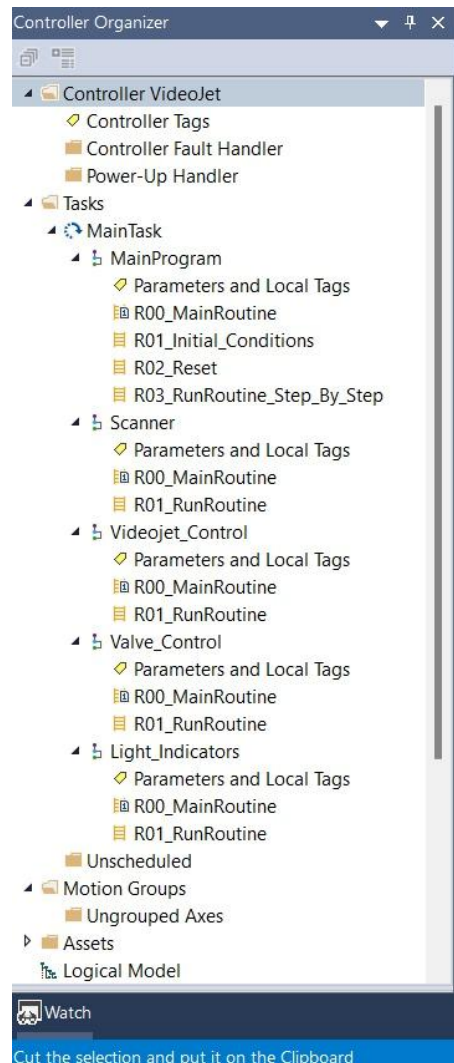 Controller Organizer
Controller VideoJet
Controller Tags
Controller Fault Handler
Power-Up Handler
Tasks
MainTask
MainProgram
Parameters and Local Tags
R00_MainRoutine
R01_Initial_Conditions
R02_Reset
R03_RunRoutine_Step_By_Step
Scanner
Parameters and Local Tags
R00_MainRoutine
R01_RunRoutine
Videojet_Control
Parameters and Local Tags
R00_MainRoutine
R01_RunRoutine
Valve_Control
Parameters and Local Tags
R00_MainRoutine
R01_RunRoutine
Light_Indicators
Parameters and Local Tags
R00_MainRoutine
R01_RunRoutine
Unscheduled
Motion Groups
Ungrouped Axes
Assets
Logical Model
Watch
Cut the selection and put it on the Clipboard